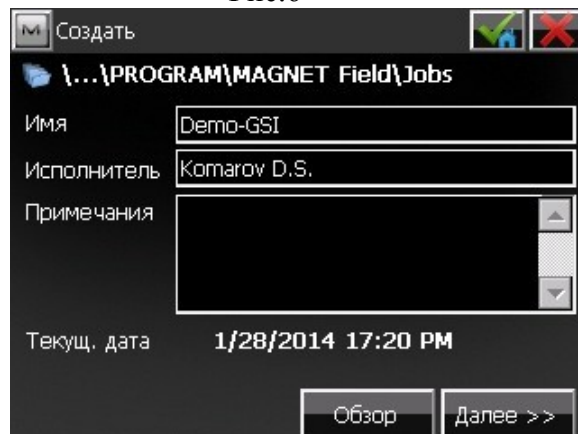 Создать
\...\PROGRAM\MAGNET Field\Jobs
Имя Demo-GSI
Исполнитель Komarov D.S.
Примечания
Текущ. дата 1/28/2014 17:20 PM
Обзор Далее >>